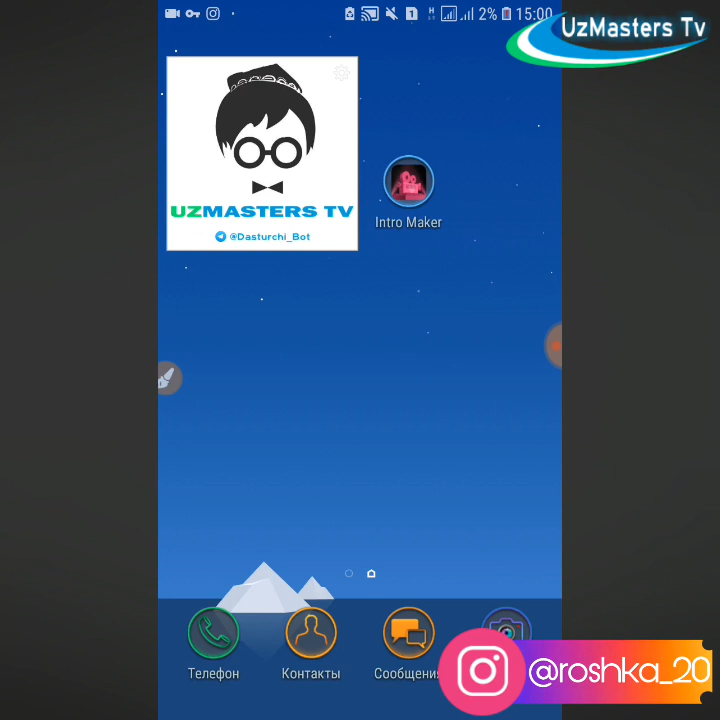 2% 15:00
UzMasters Tv
UZMASTERS TV
@Dasturchi_Bot
Intro Maker
Телефон
Контакты
Сообщения
@roshka_20